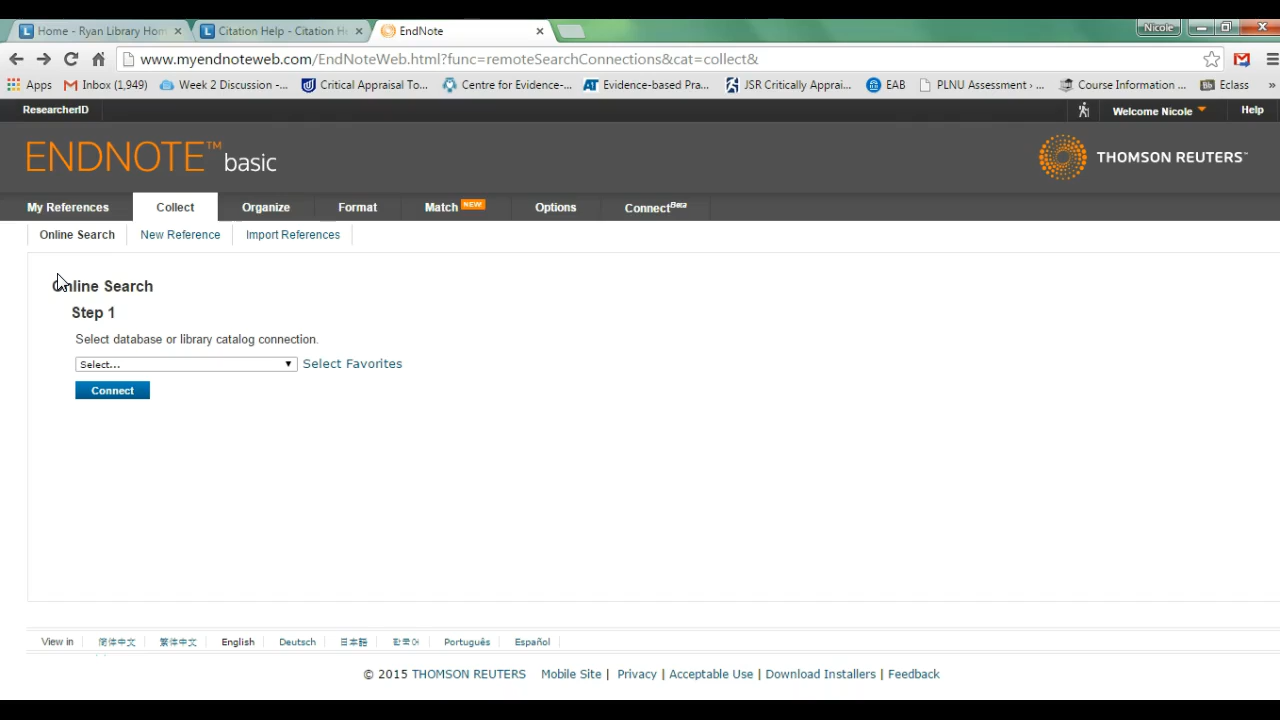 Home - Ryan Library Hom
Citation Help - Citation H
EndNote
Nicole
www.myendnoteweb.com/EndNoteWeb.html?func=remoteSearchConnections&cat=collect&
Apps Inbox (1,949) Week 2 Discussion -... Critical Appraisal To... Centre for Evidence-... AT Evidence-based Pra... JSR Critically Apprai... EAB PLNU Assessment › ... Course Information ... Bb Eclass »
ResearcherID Welcome Nicole Help
ENDNOTE™ basic THOMSON REUTERS™
My References Collect Organize Format Match NEW Options Connect Beta
Online Search New Reference Import References
Online Search
Step 1
Select database or library catalog connection.
Select... Select Favorites
Connect
View in 简体中文 繁体中文 English Deutsch 日本語 한국어 Português Español
© 2015 THOMSON REUTERS Mobile Site | Privacy | Acceptable Use | Download Installers | Feedback